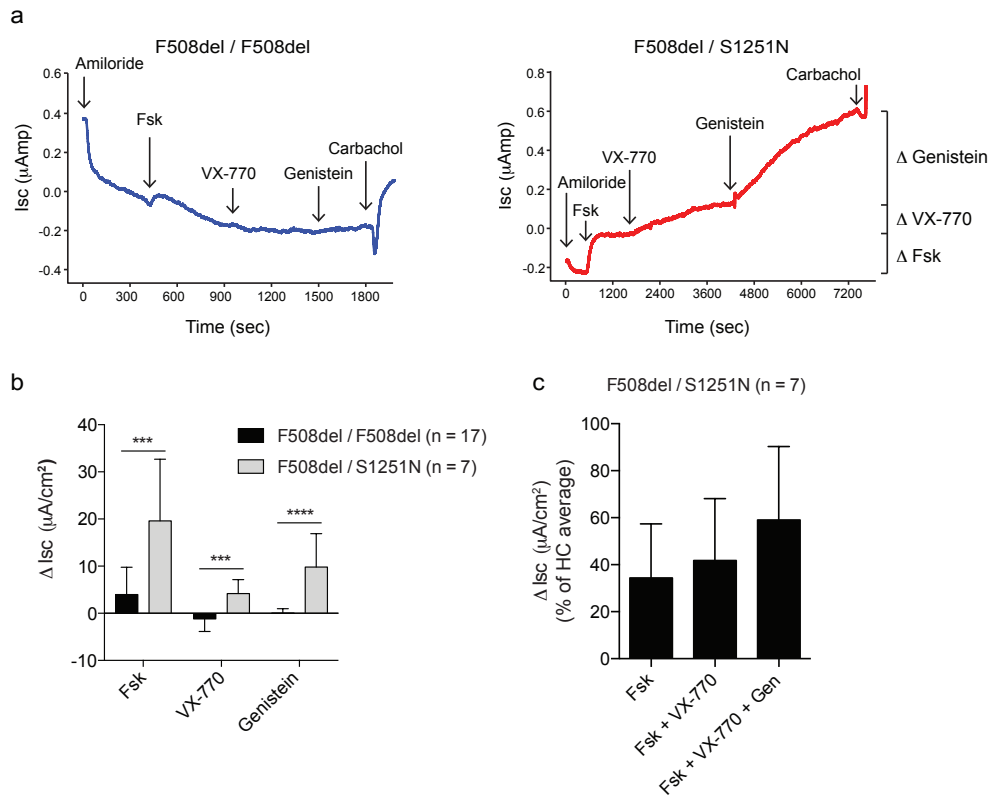 a
F508del / F508del
Amiloride
Fsk
VX-770
Genistein
Carbachol
Isc (µAmp)
0.6
0.4
0.2
0.0
-0.2
-0.4
0
300
600
900
1200
1500
1800
Time (sec)
F508del / S1251N
Carbachol
Genistein
VX-770
Amiloride
Fsk
Isc (µAmp)
0.8
0.6
0.4
0.2
0.0
-0.2
0
1200
2400
3600
4800
6000
7200
Time (sec)
Δ Genistein
Δ VX-770
Δ Fsk
b
Δ Isc (µA/cm²)
40
30
20
10
0
-10
***
***
****
F508del / F508del (n = 17)
F508del / S1251N (n = 7)
Fsk
VX-770
Genistein
c
F508del / S1251N (n = 7)
Δ Isc (µA/cm²)
(% of HC average)
100
80
60
40
20
0
Fsk
Fsk + VX-770
Fsk + VX-770 + Gen